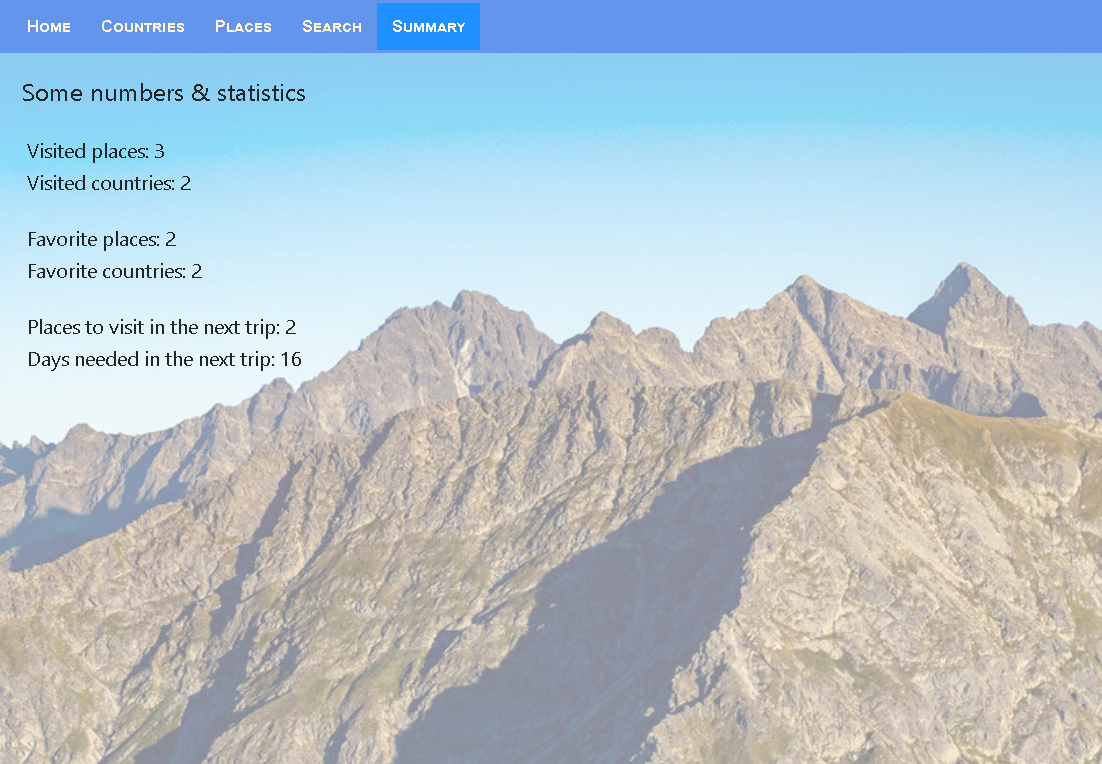 Home Countries Places Search Summary
Some numbers & statistics
Visited places: 3
Visited countries: 2
Favorite places: 2
Favorite countries: 2
Places to visit in the next trip: 2
Days needed in the next trip: 16